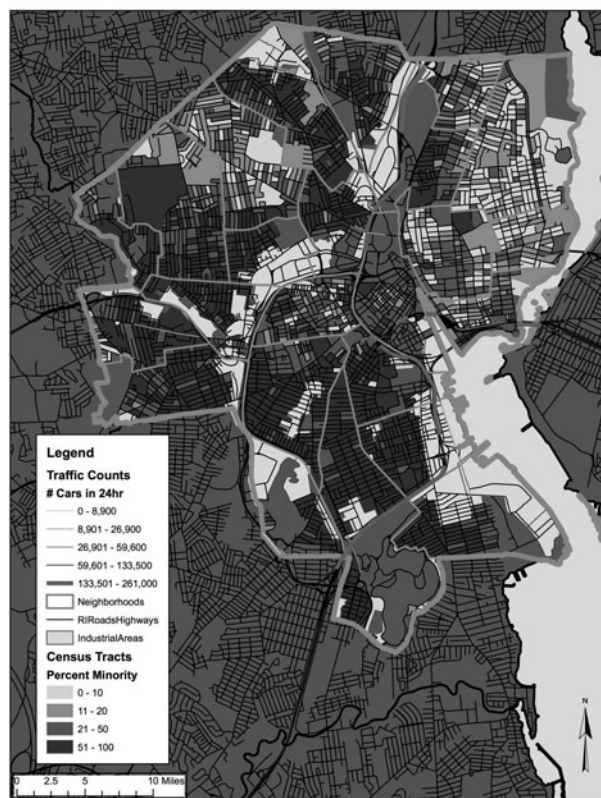 Legend
Traffic Counts
# Cars in 24hr
0 - 8,900
8,901 - 26,900
26,901 - 59,600
59,601 - 133,500
133,501 - 261,000
Neighborhoods
RIRoadsHighways
IndustrialAreas
Census Tracts
Percent Minority
0 - 10
11 - 20
21 - 50
51 - 100
N
0 2.5 5 10 Miles